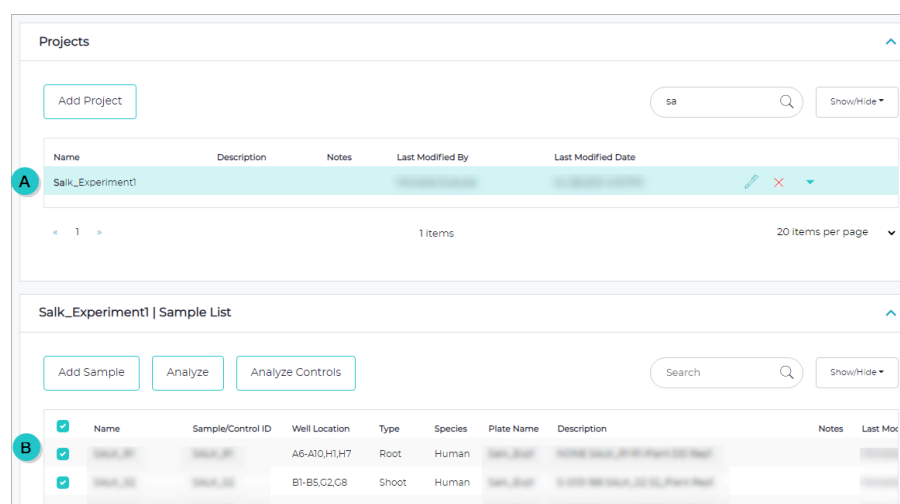 Projects
Add Project
sa
Show/Hide
Name Description Notes Last Modified By Last Modified Date
A
Salk_Experiment1
« 1 »
1 items
20 items per page
Salk_Experiment1 | Sample List
Add Sample Analyze Analyze Controls
Search
Show/Hide
Name Sample/Control ID Well Location Type Species Plate Name Description Notes Last Moc
B
A6-A10,H1,H7 Root Human
B1-B5,G2,G8 Shoot Human